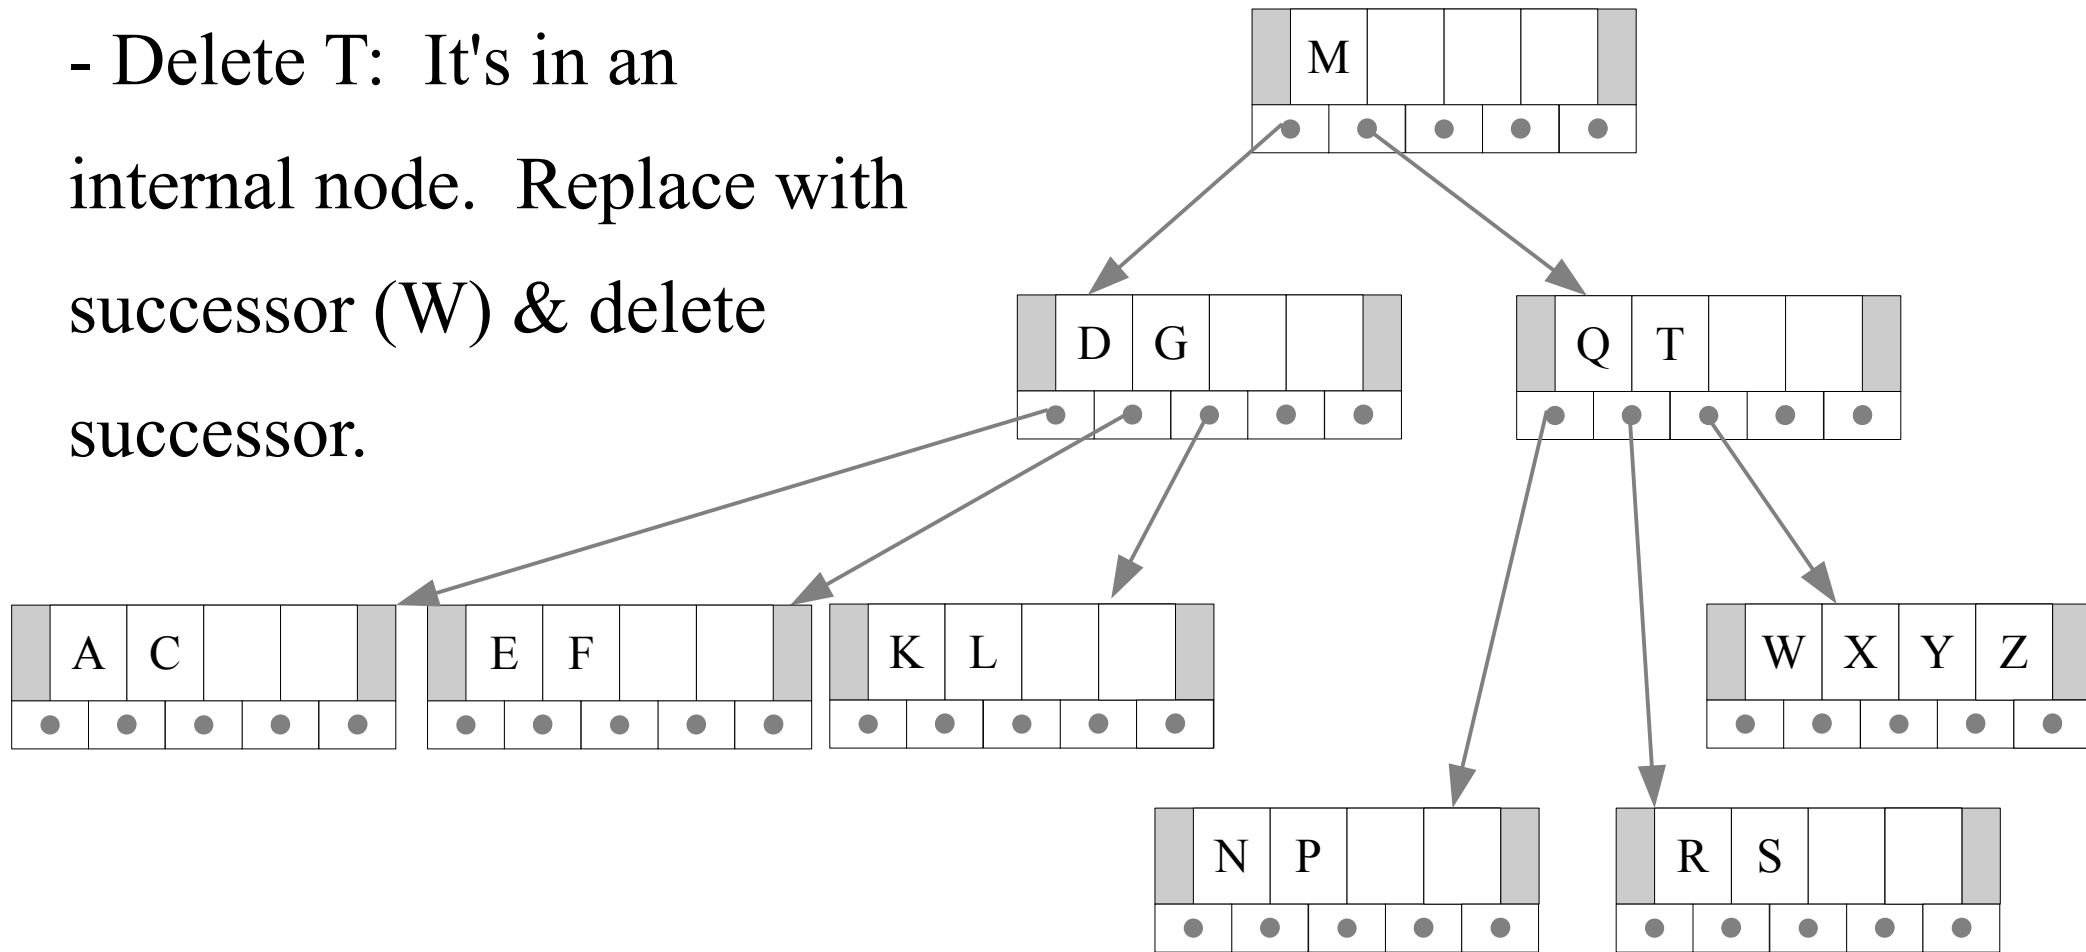 - Delete T: It's in an
internal node. Replace with
successor (W) & delete
successor.
M
D G
Q T
A C
E F
K L
W X Y Z
N P
R S